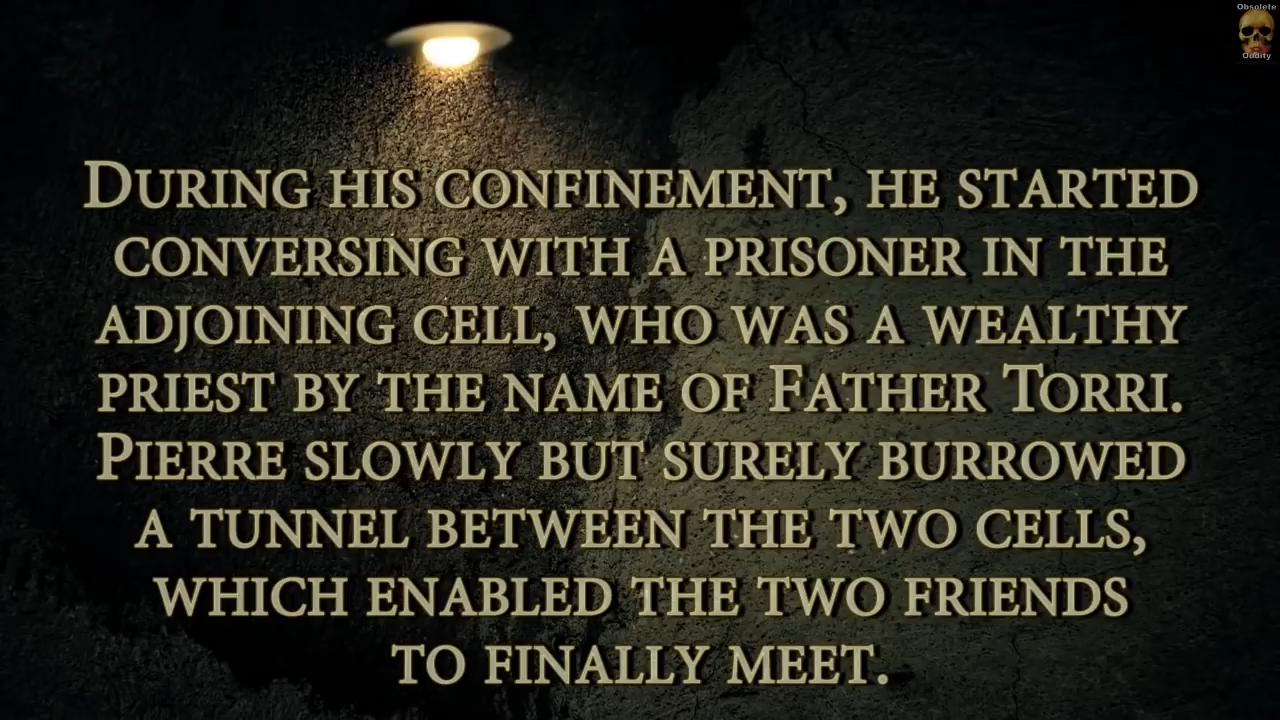 Obsolete
Oddity
During his confinement, he started
conversing with a prisoner in the
adjoining cell, who was a wealthy
priest by the name of Father Torri.
Pierre slowly but surely burrowed
a tunnel between the two cells,
which enabled the two friends
to finally meet.